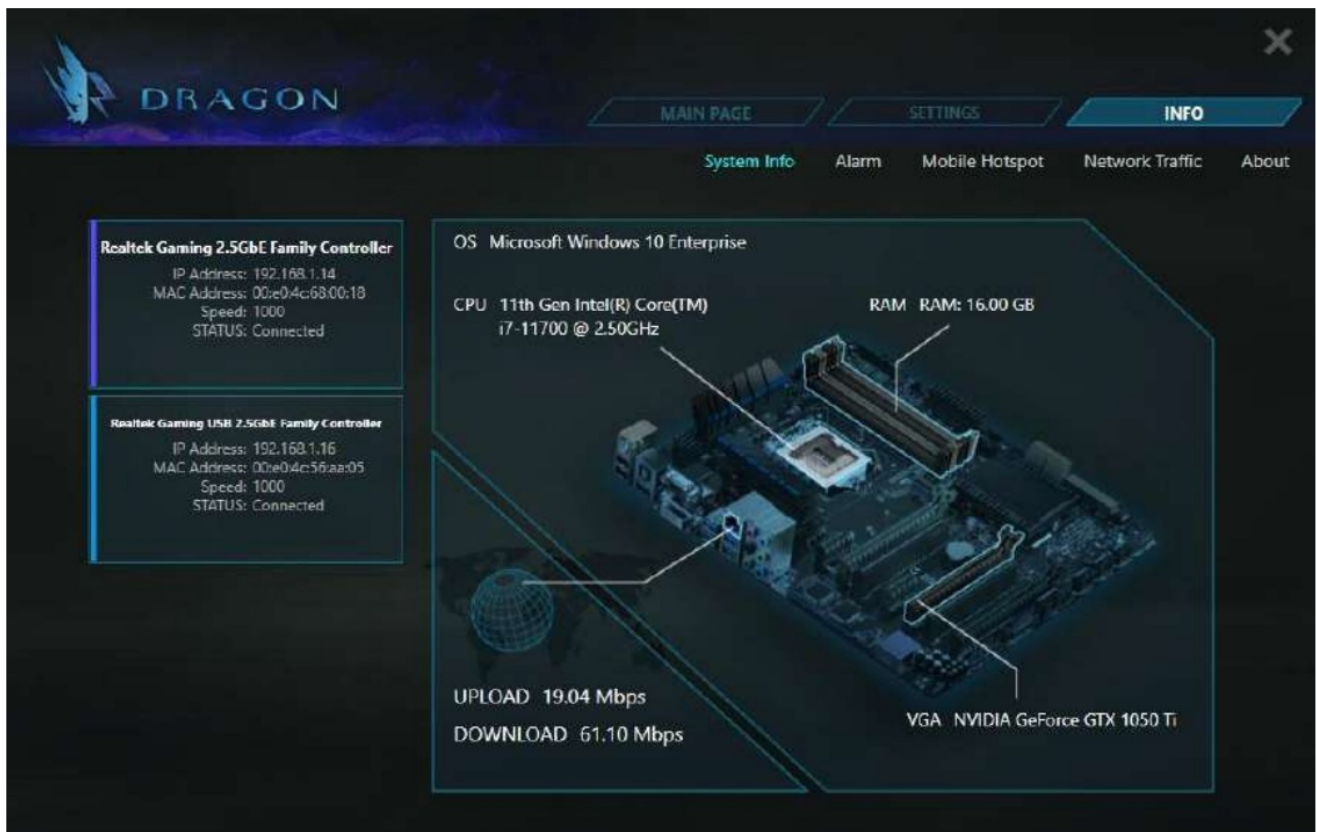 DRAGON
MAIN PAGE
SETTINGS
INFO
System Info
Alarm
Mobile Hotspot
Network Traffic
About
Realtek Gaming 2.5GbE Family Controller
IP Address: 192.168.1.14
MAC Address: 00:e0:4c:68:00:18
Speed: 1000
STATUS: Connected
Realtek Gaming USB 2.5GbE Family Controller
IP Address: 192.168.1.16
MAC Address: 00:e0:4c:56:aa:05
Speed: 1000
STATUS: Connected
OS Microsoft Windows 10 Enterprise
CPU 11th Gen Intel(R) Core(TM)
i7-11700 @ 2.50GHz
RAM RAM: 16.00 GB
UPLOAD 19.04 Mbps
DOWNLOAD 61.10 Mbps
VGA NVIDIA GeForce GTX 1050 Ti